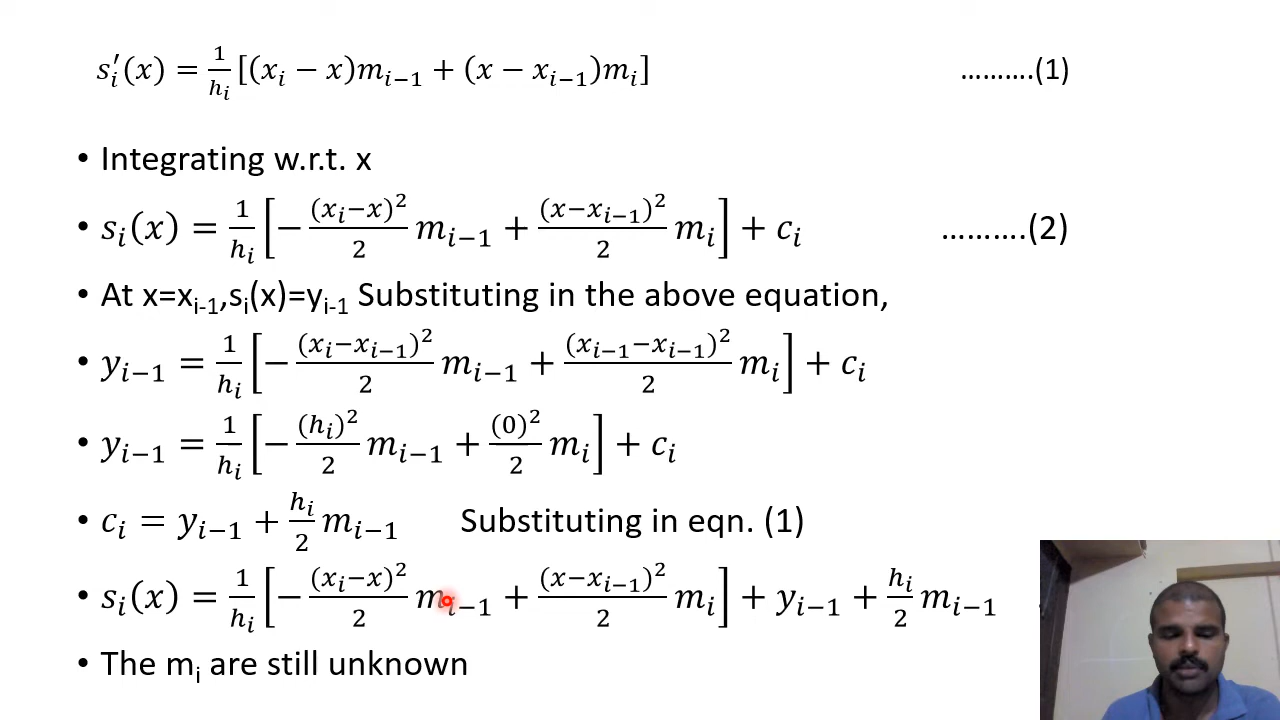 s′ᵢ(x) = 1/hᵢ [(xᵢ − x)mᵢ₋₁ + (x − xᵢ₋₁)mᵢ] ……….(1)
• Integrating w.r.t. x
• sᵢ(x) = 1/hᵢ [−(xᵢ−x)²/2 mᵢ₋₁ + (x−xᵢ₋₁)²/2 mᵢ] + cᵢ ……….(2)
• At x=xᵢ₋₁,sᵢ(x)=yᵢ₋₁ Substituting in the above equation,
• yᵢ₋₁ = 1/hᵢ [−(xᵢ−xᵢ₋₁)²/2 mᵢ₋₁ + (xᵢ₋₁−xᵢ₋₁)²/2 mᵢ] + cᵢ
• yᵢ₋₁ = 1/hᵢ [−(hᵢ)²/2 mᵢ₋₁ + (0)²/2 mᵢ] + cᵢ
• cᵢ = yᵢ₋₁ + hᵢ/2 mᵢ₋₁ Substituting in eqn. (1)
• sᵢ(x) = 1/hᵢ [−(xᵢ−x)²/2 mᵢ₋₁ + (x−xᵢ₋₁)²/2 mᵢ] + yᵢ₋₁ + hᵢ/2 mᵢ₋₁
• The mᵢ are still unknown